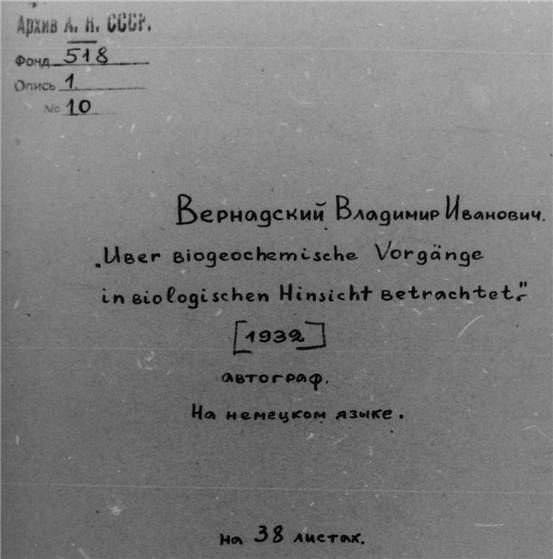 Архив А. Н. СССР.
Фонд 518
Опись 1.
No 10
Вернадский Владимир Иванович.
„Uber biogeochemische Vorgänge
in biologischen Hinsicht betrachtet."
[1932]
автограф.
На немецком языке.
на 38 листах.